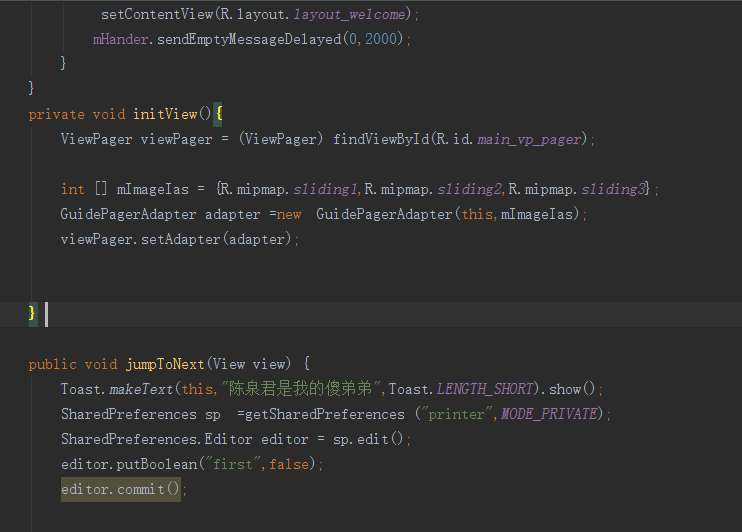 setContentView(R.layout.layout_welcome);
mHander.sendEmptyMessageDelayed(0,2000);
}
}
private void initView(){
ViewPager viewPager = (ViewPager) findViewById(R.id.main_vp_pager);
int [] mImageIas = {R.mipmap.sliding1,R.mipmap.sliding2,R.mipmap.sliding3};
GuidePagerAdapter adapter =new  GuidePagerAdapter(this,mImageIas);
viewPager.setAdapter(adapter);
}
public void jumpToNext(View view) {
Toast.makeText(this,"陈泉君是我的傻弟弟",Toast.LENGTH_SHORT).show();
SharedPreferences sp  =getSharedPreferences ("printer",MODE_PRIVATE);
SharedPreferences.Editor editor = sp.edit();
editor.putBoolean("first",false);
editor.commit();